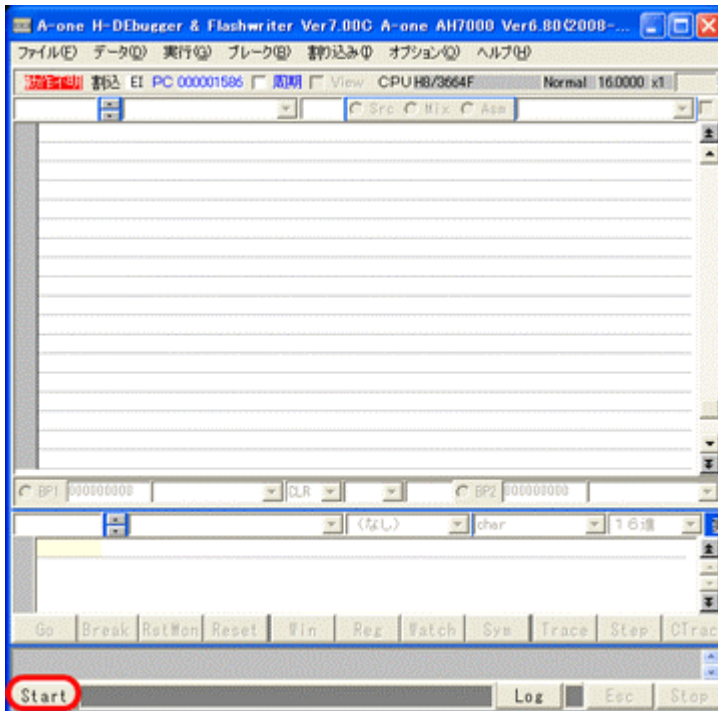 A-one H-DEbugger & Flashwriter Ver7.00C A-one AH7000 Ver6.80(2008-...
ファイル(F) データ(D) 実行(G) ブレーク(B) 割り込み(I) オプション(O) ヘルプ(H)
割込 EI PC 000001586 周期 View CPU H8/3664F Normal 16.0000 x1
Src Mix Asm
BP1 000000000 CLR BP2 000000000
(なし) char 16進
Go Break RstMon Reset Win Reg Watch Sym Trace Step CTrac
Start Log Esc Stop